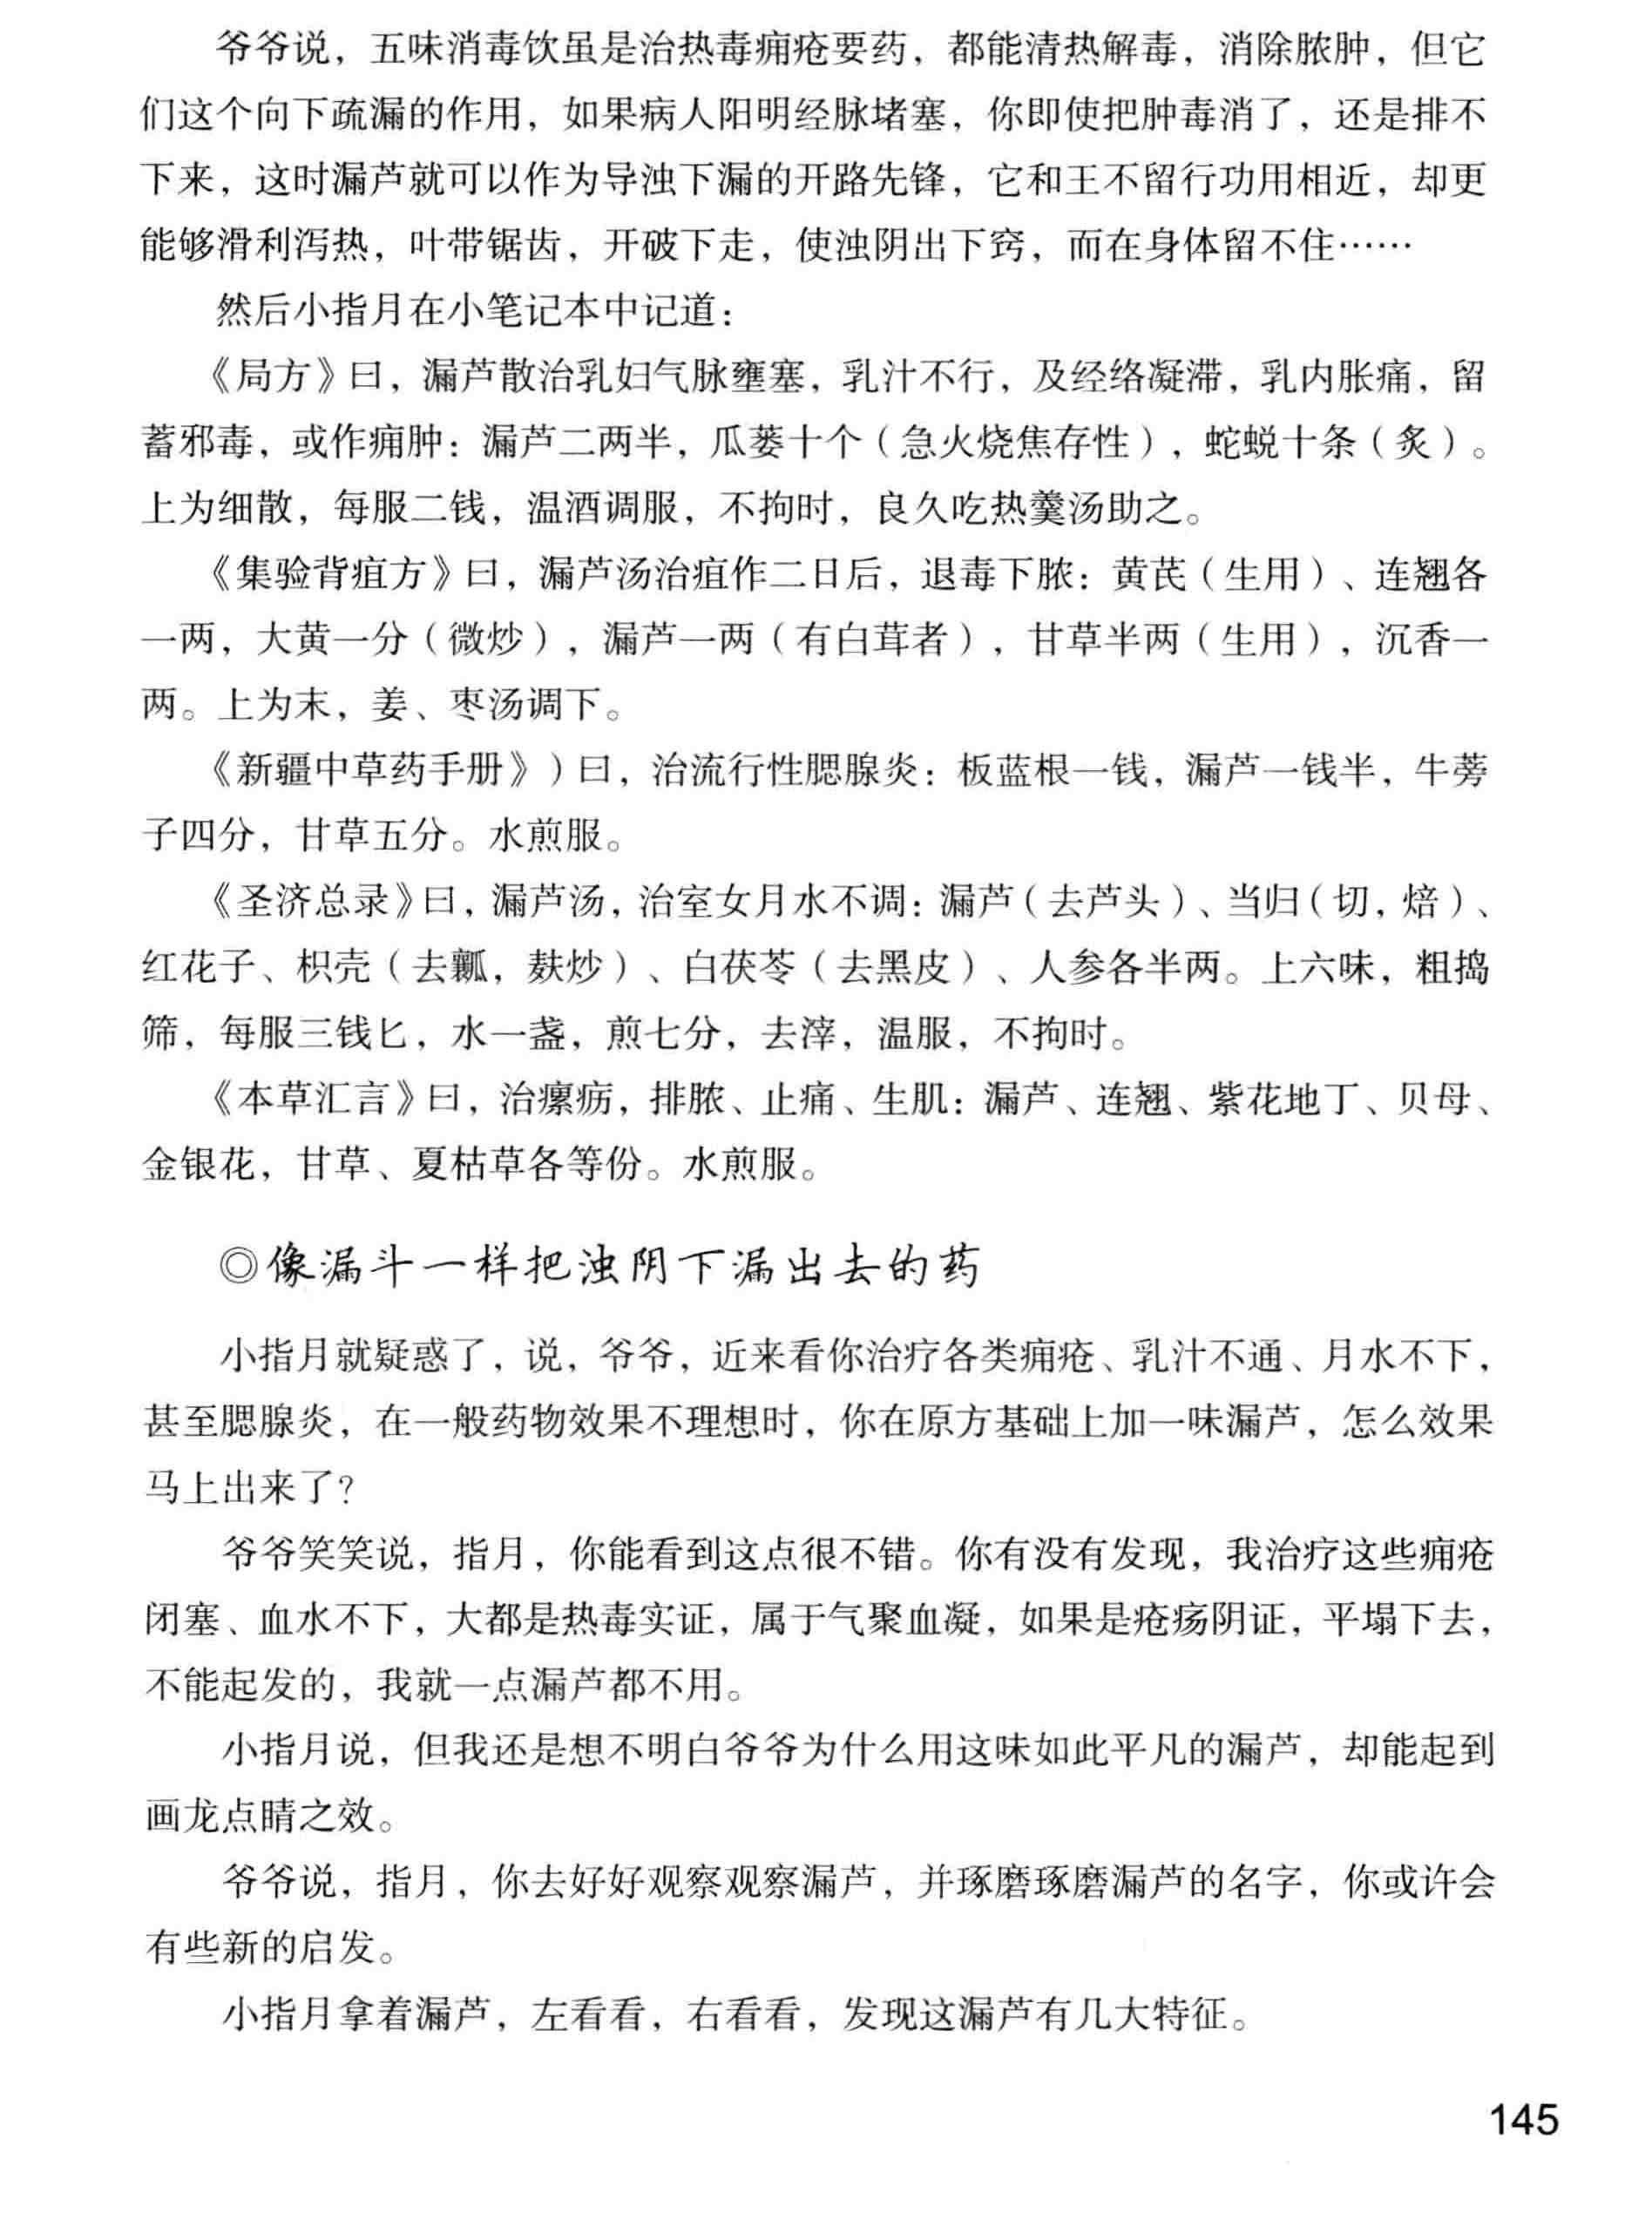 爷爷说，五味消毒饮虽是治热毒痈疮要药，都能清热解毒，消除脓肿，但它
们这个向下疏漏的作用，如果病人阳明经脉堵塞，你即使把肿毒消了，还是排不
下来，这时漏芦就可以作为导浊下漏的开路先锋，它和王不留行功用相近，却更
能够滑利泻热，叶带锯齿，开破下走，使浊阴出下窍，而在身体留不住……
然后小指月在小笔记本中记道：
《局方》曰，漏芦散治乳妇气脉壅塞，乳汁不行，及经络凝滞，乳内胀痛，留
蓄邪毒，或作痈肿：漏芦二两半，瓜蒌十个（急火烧焦存性），蛇蜕十条（炙）。
上为细散，每服二钱，温酒调服，不拘时，良久吃热羹汤助之。
《集验背疽方》曰，漏芦汤治疽作二日后，退毒下脓：黄芪（生用）、连翘各
一两，大黄一分（微炒），漏芦一两（有白茸者），甘草半两（生用），沉香一
两。上为末，姜、枣汤调下。
《新疆中草药手册》）曰，治流行性腮腺炎：板蓝根一钱，漏芦一钱半，牛蒡
子四分，甘草五分。水煎服。
《圣济总录》曰，漏芦汤，治室女月水不调：漏芦（去芦头）、当归（切，焙）、
红花子、枳壳（去瓤，麸炒）、白茯苓（去黑皮）、人参各半两。上六味，粗捣
筛，每服三钱匕，水一盏，煎七分，去滓，温服，不拘时。
《本草汇言》曰，治瘰疬，排脓、止痛、生肌：漏芦、连翘、紫花地丁、贝母、
金银花，甘草、夏枯草各等份。水煎服。
◎像漏斗一样把浊阴下漏出去的药
小指月就疑惑了，说，爷爷，近来看你治疗各类痈疮、乳汁不通、月水不下，
甚至腮腺炎，在一般药物效果不理想时，你在原方基础上加一味漏芦，怎么效果
马上出来了？
爷爷笑笑说，指月，你能看到这点很不错。你有没有发现，我治疗这些痈疮
闭塞、血水不下，大都是热毒实证，属于气聚血凝，如果是疮疡阴证，平塌下去，
不能起发的，我就一点漏芦都不用。
小指月说，但我还是想不明白爷爷为什么用这味如此平凡的漏芦，却能起到
画龙点睛之效。
爷爷说，指月，你去好好观察观察漏芦，并琢磨琢磨漏芦的名字，你或许会
有些新的启发。
小指月拿着漏芦，左看看，右看看，发现这漏芦有几大特征。
145